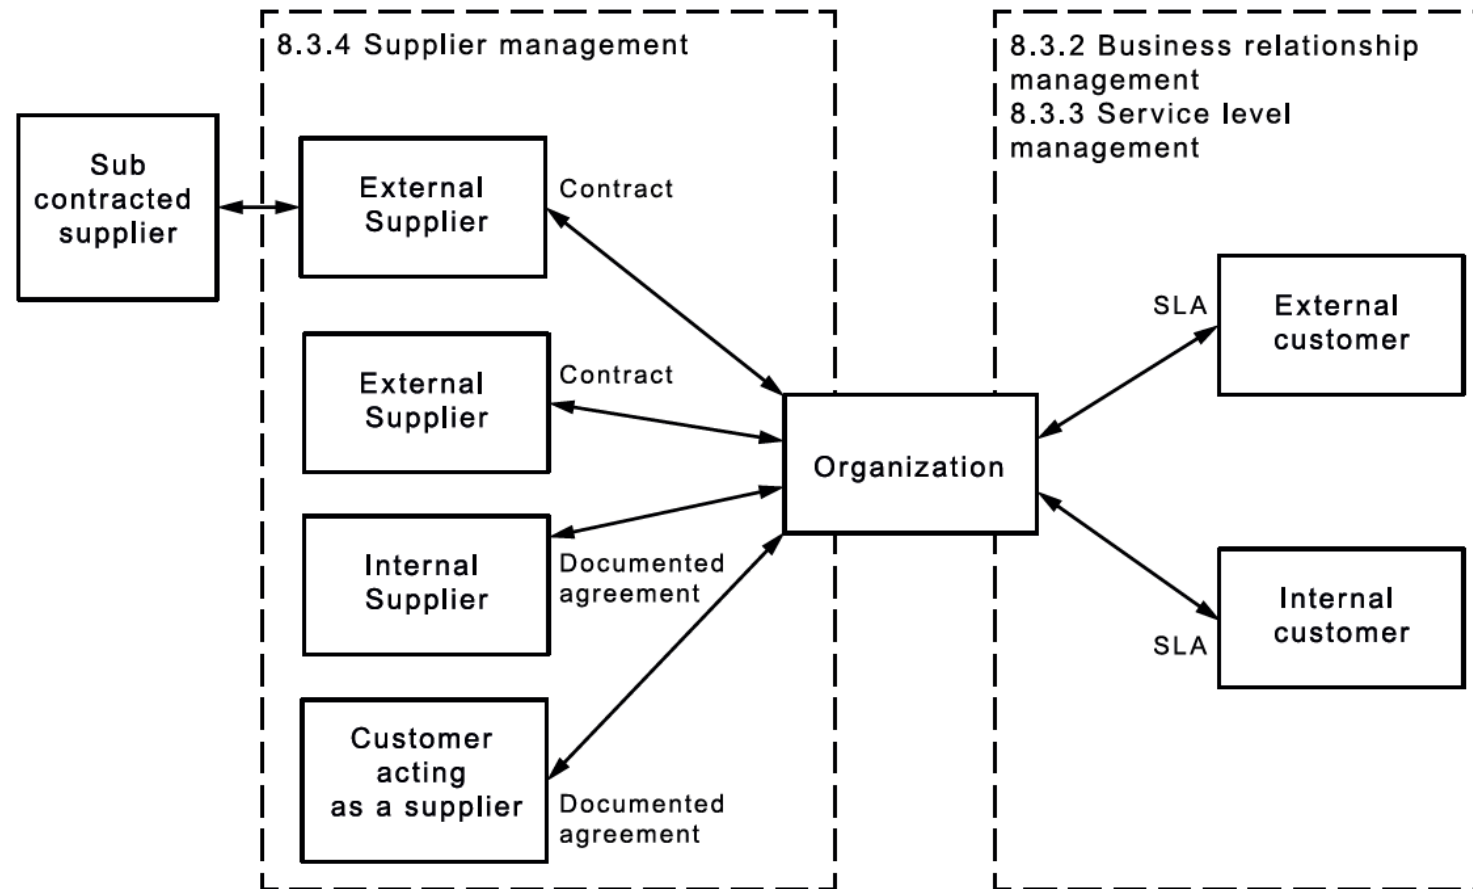 8.3.4 Supplier management
8.3.2 Business relationship
management
8.3.3 Service level
management
Sub
contracted
supplier
External
Supplier
Contract
External
Supplier
Contract
Internal
Supplier
Documented
agreement
Customer
acting
as a supplier
Documented
agreement
Organization
SLA
External
customer
SLA
Internal
customer